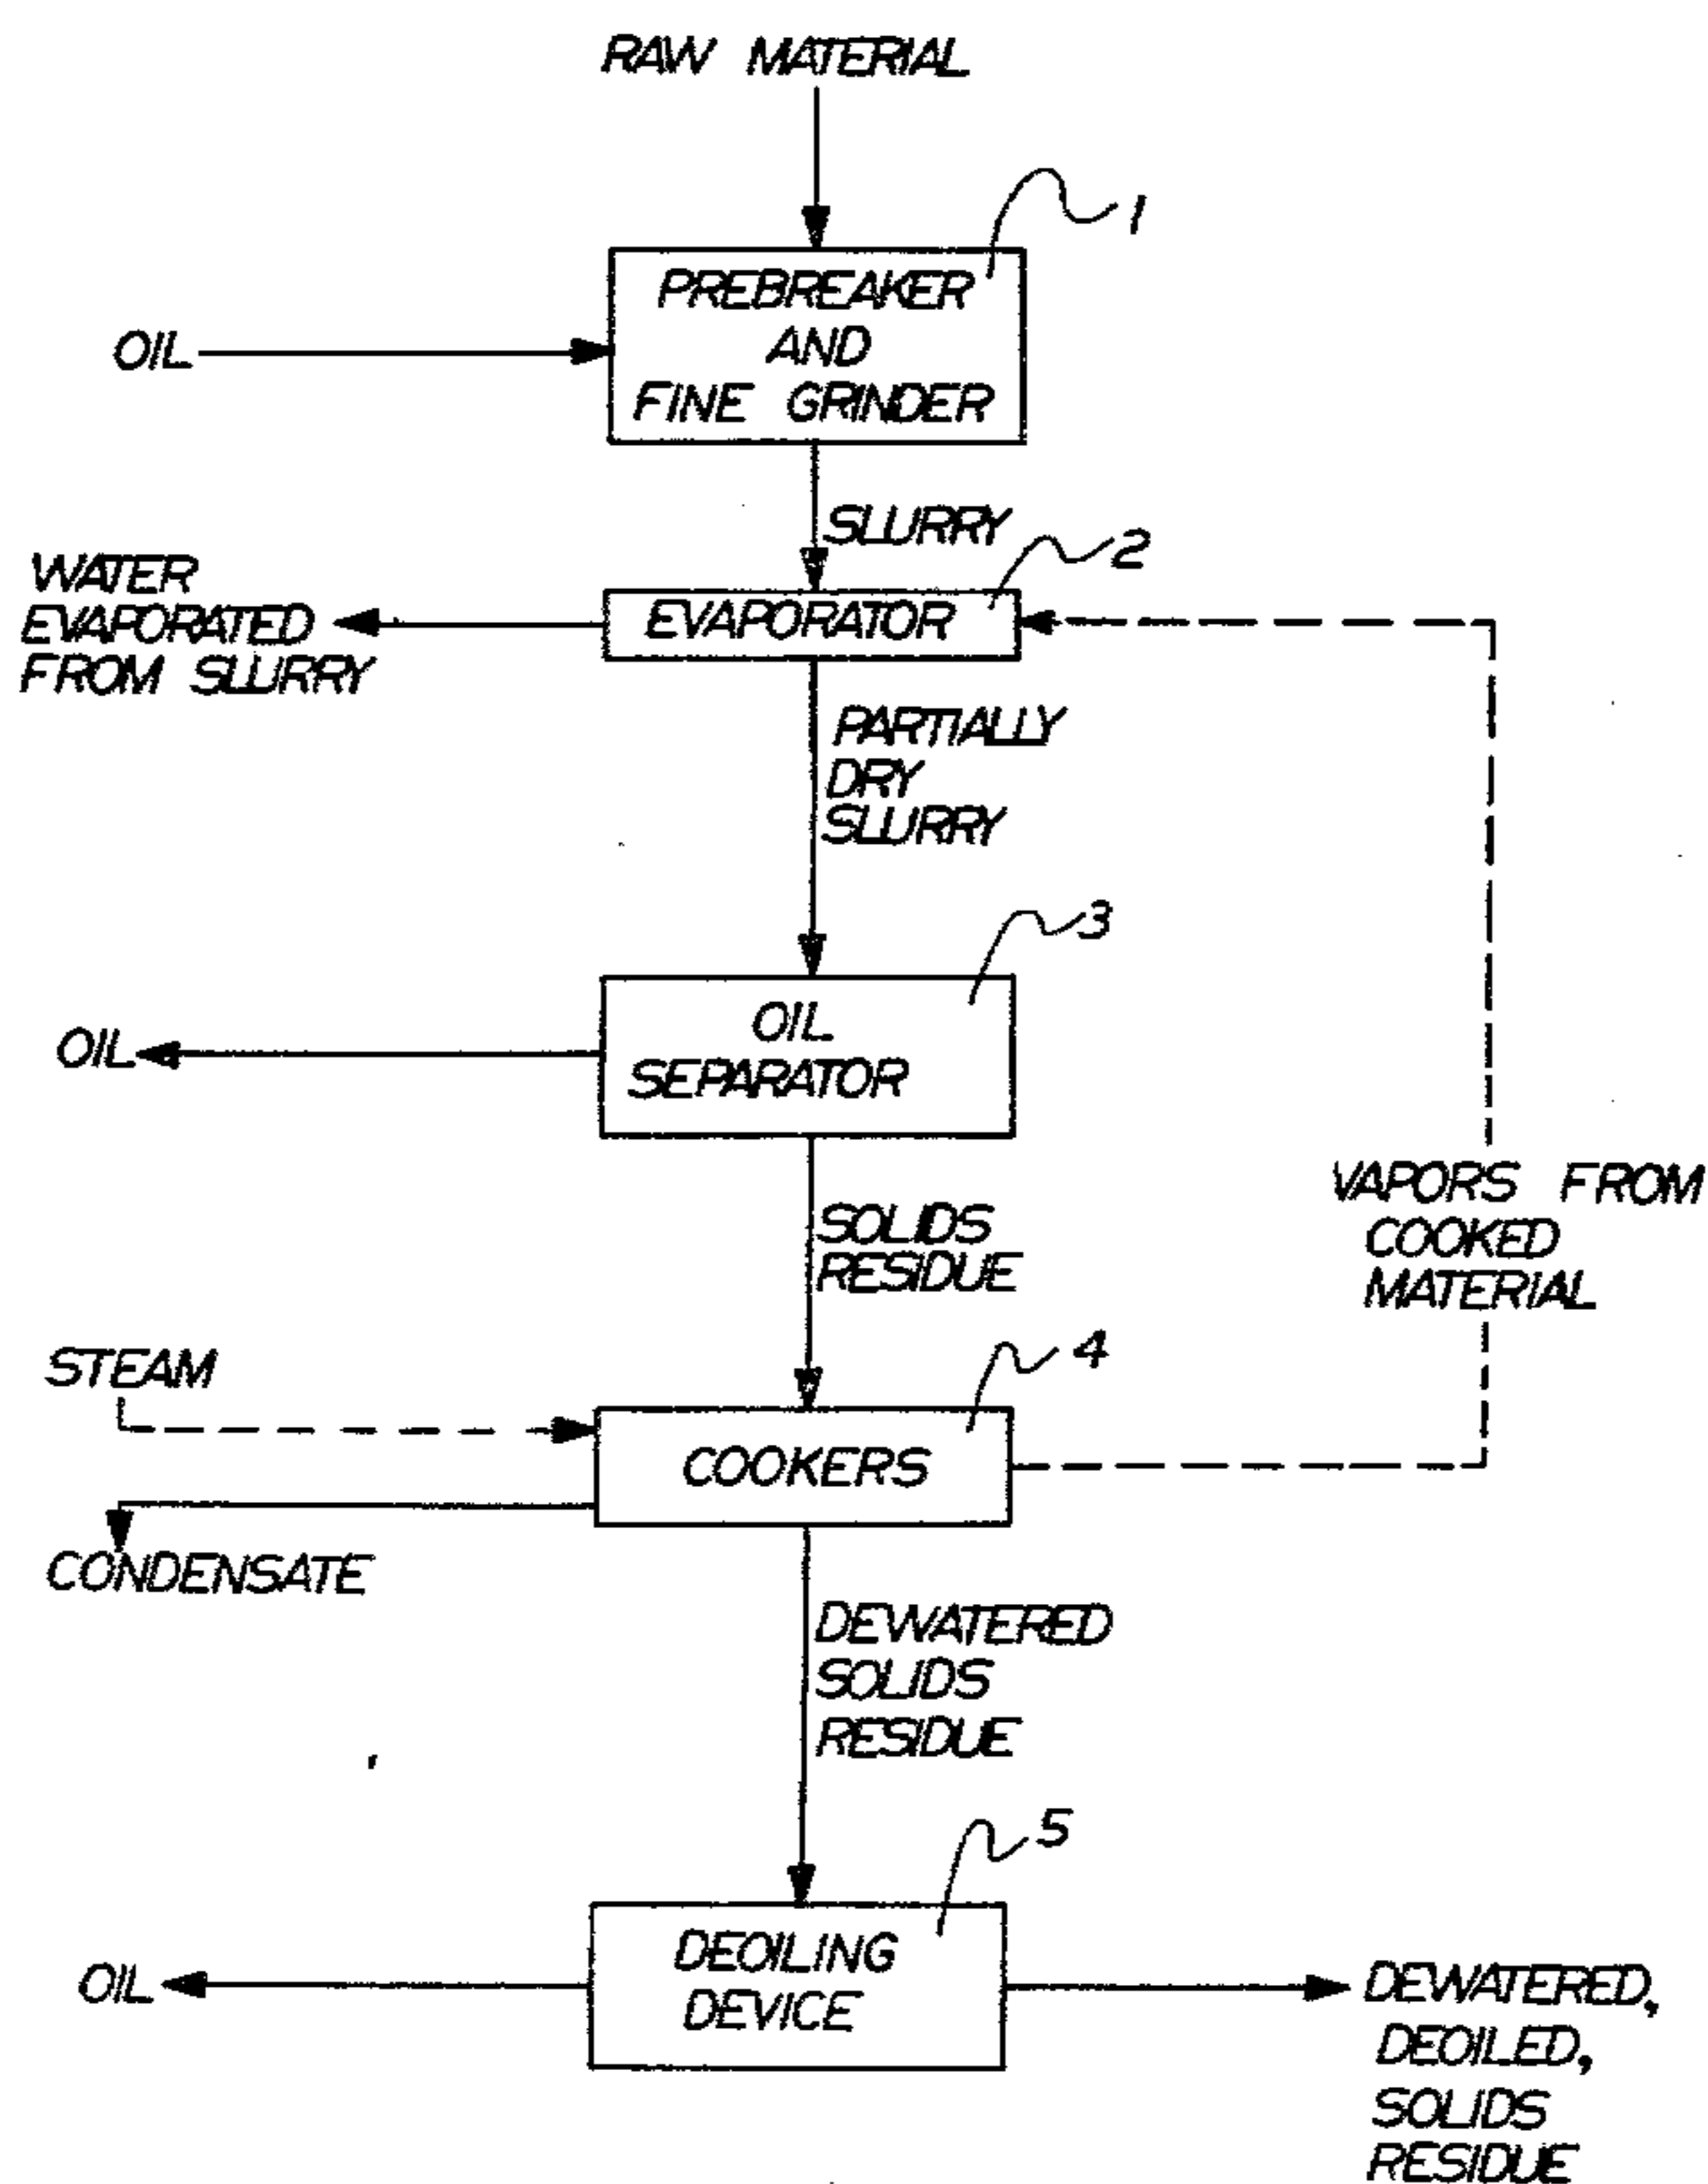 RAW MATERIAL
1
PREBREAKER
AND
FINE GRINDER
OIL
SLURRY
2
EVAPORATOR
WATER
EVAPORATED
FROM SLURRY
PARTIALLY
DRY
SLURRY
3
OIL
SEPARATOR
OIL
SOLIDS
RESIDUE
VAPORS FROM
COOKED
MATERIAL
STEAM
4
COOKERS
CONDENSATE
DEWATERED
SOLIDS
RESIDUE
5
DEOILING
DEVICE
OIL
DEWATERED,
DEOILED,
SOLIDS
RESIDUE